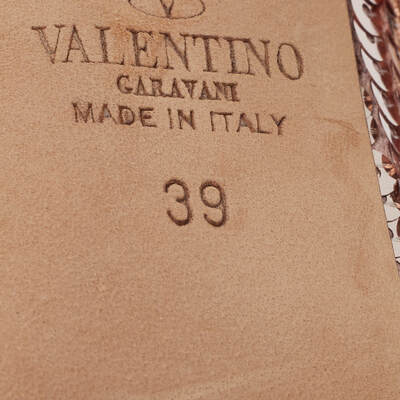 VALENTINO
GARAVANI
MADE IN ITALY
39